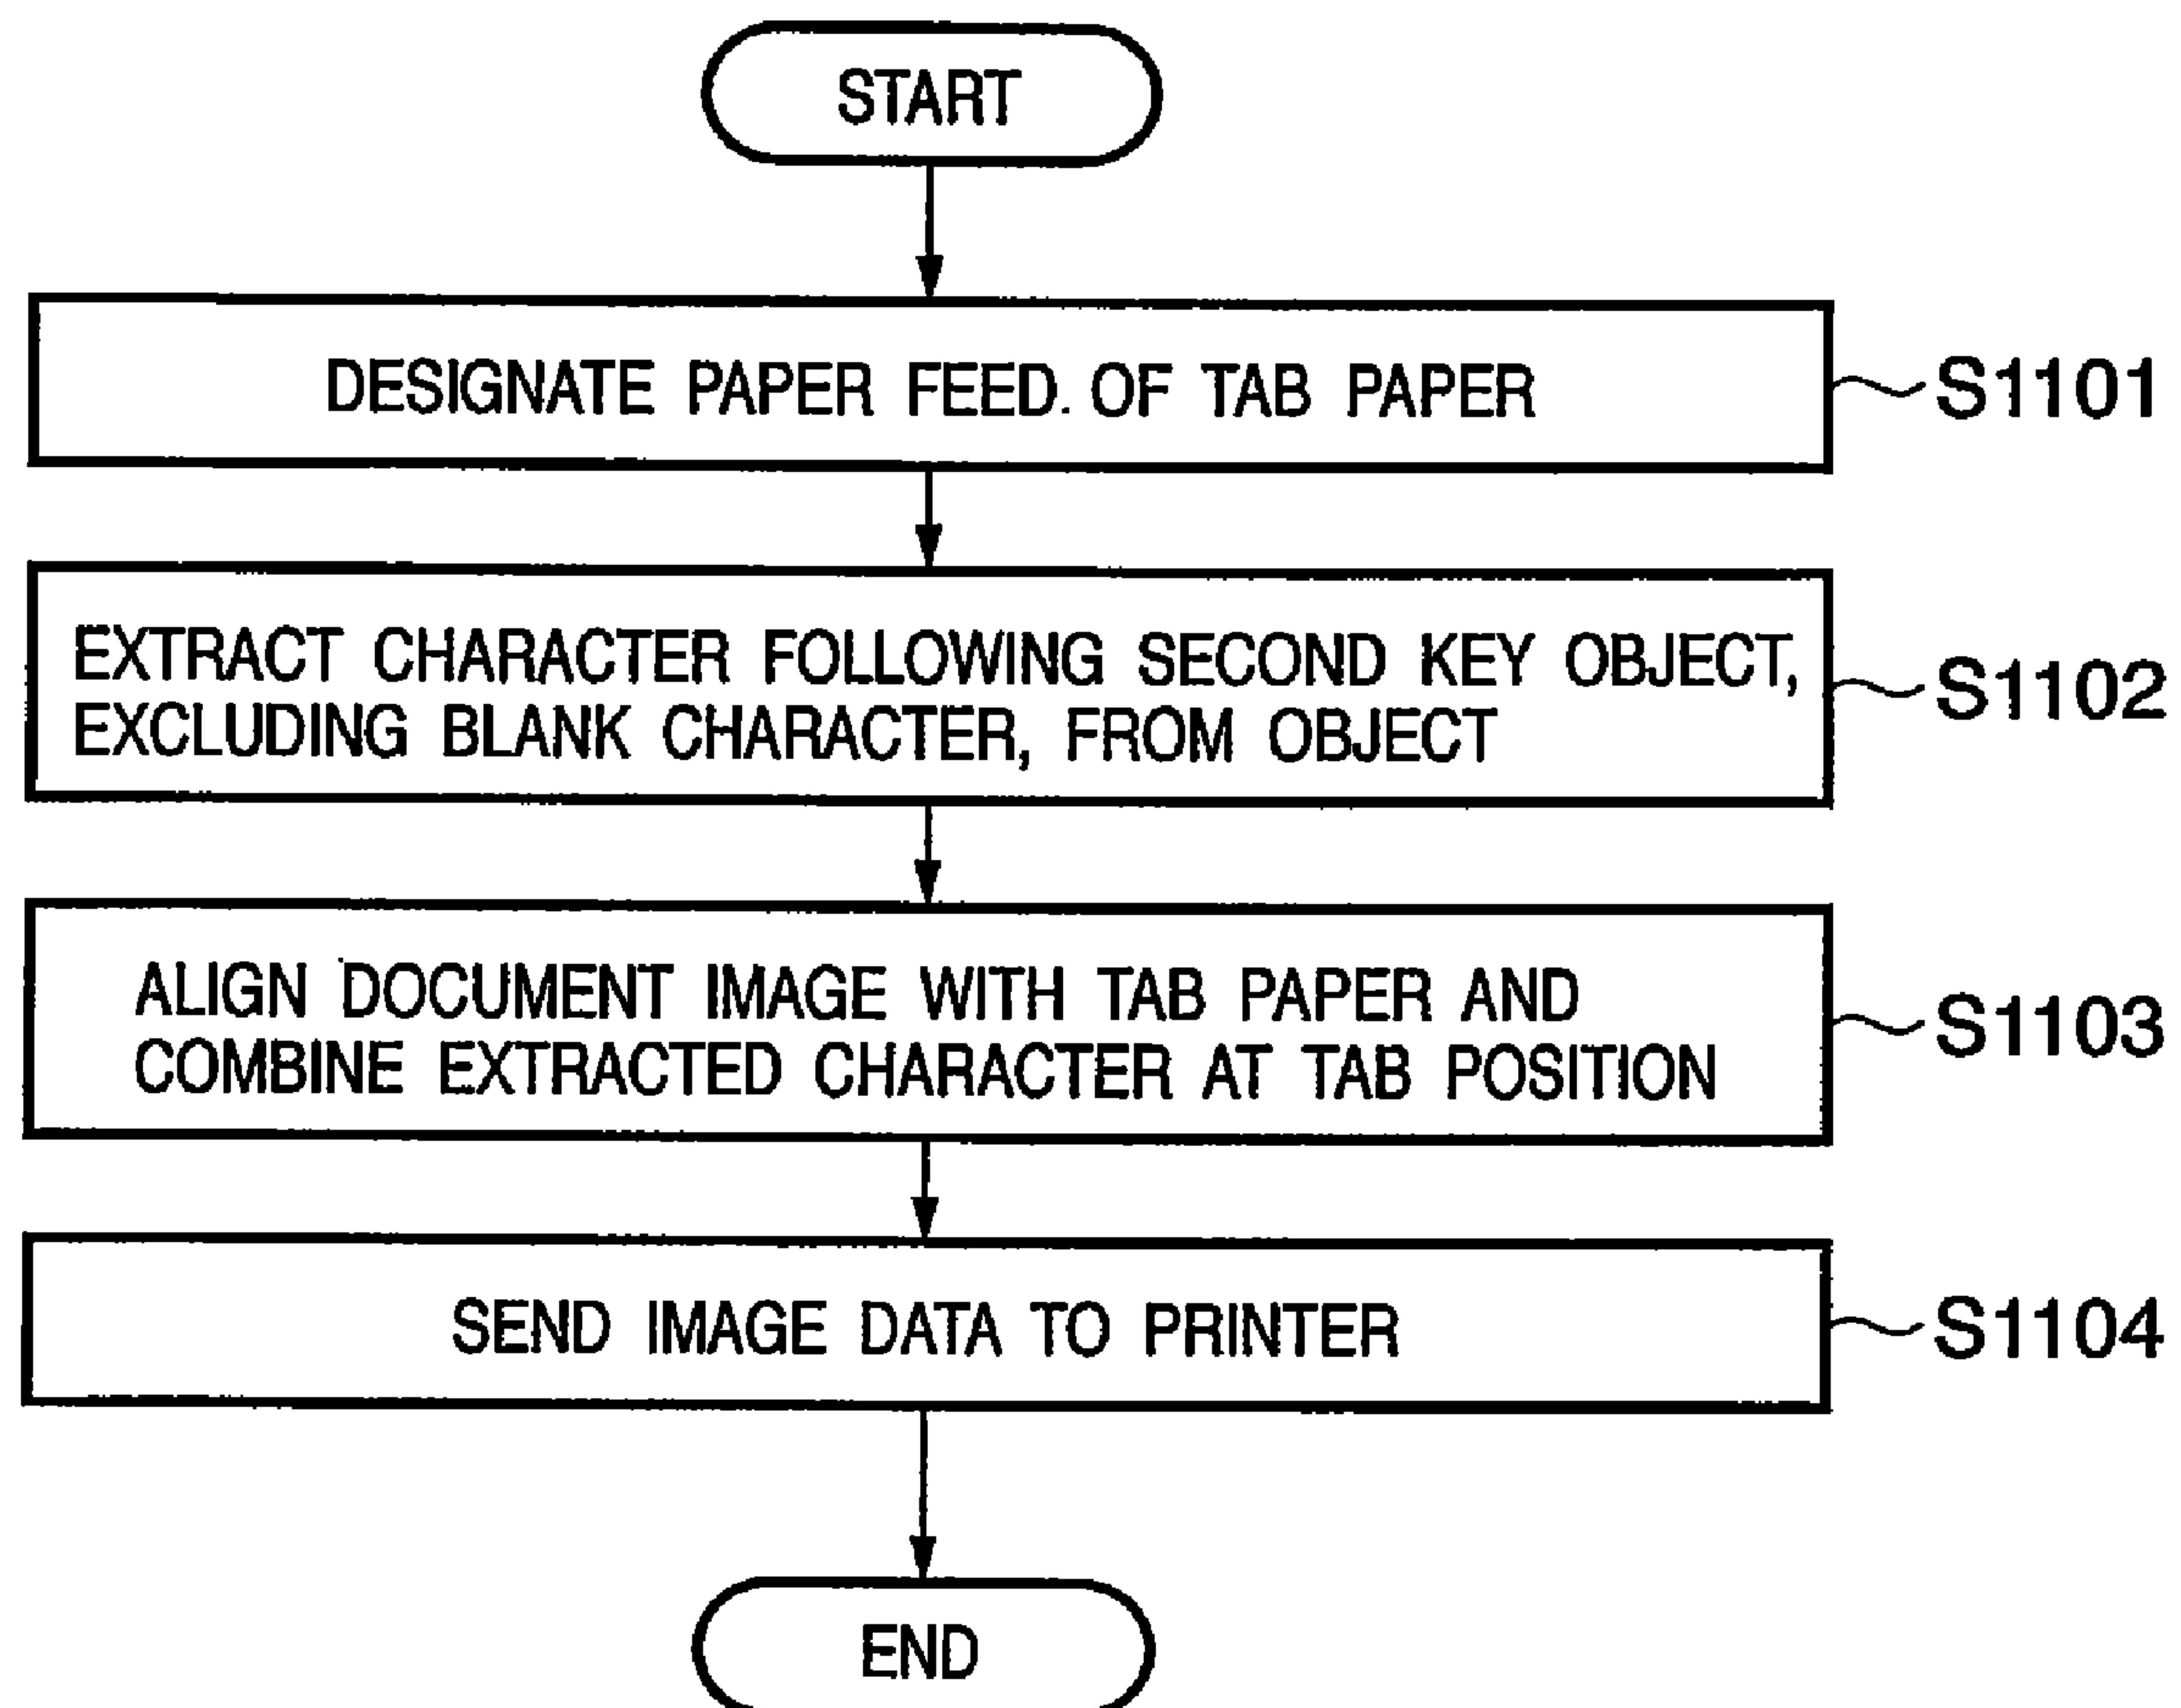 START
DESIGNATE PAPER FEED. OF TAB PAPER
S1101
EXTRACT CHARACTER FOLLOWING SECOND KEY OBJECT,
EXCLUDING BLANK CHARACTER, FROM OBJECT
S1102
ALIGN DOCUMENT IMAGE WITH TAB PAPER AND
COMBINE EXTRACTED CHARACTER AT TAB POSITION
S1103
SEND IMAGE DATA TO PRINTER
S1104
END